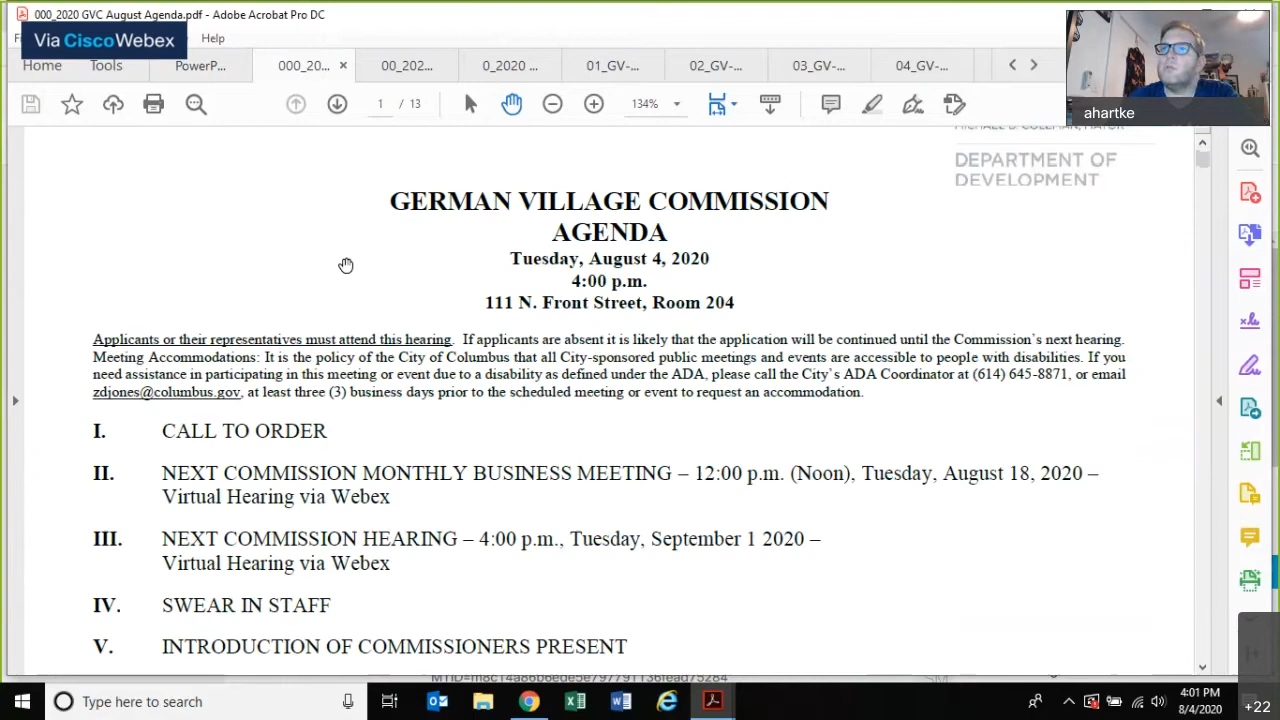 000_2020 GVC August Agenda.pdf - Adobe Acrobat Pro DC
Via Cisco Webex
Help
Home Tools PowerP... 000_20... × 00_202... 0_2020 ... 01_GV-... 02_GV-... 03_GV-... 04_GV-...
1 / 13 134%
ahartke
DEPARTMENT OF
DEVELOPMENT
GERMAN VILLAGE COMMISSION
AGENDA
Tuesday, August 4, 2020
4:00 p.m.
111 N. Front Street, Room 204
Applicants or their representatives must attend this hearing. If applicants are absent it is likely that the application will be continued until the Commission's next hearing.
Meeting Accommodations: It is the policy of the City of Columbus that all City-sponsored public meetings and events are accessible to people with disabilities. If you
need assistance in participating in this meeting or event due to a disability as defined under the ADA, please call the City's ADA Coordinator at (614) 645-8871, or email
zdjones@columbus.gov, at least three (3) business days prior to the scheduled meeting or event to request an accommodation.
I. CALL TO ORDER
II. NEXT COMMISSION MONTHLY BUSINESS MEETING – 12:00 p.m. (Noon), Tuesday, August 18, 2020 –
Virtual Hearing via Webex
III. NEXT COMMISSION HEARING – 4:00 p.m., Tuesday, September 1 2020 –
Virtual Hearing via Webex
IV. SWEAR IN STAFF
V. INTRODUCTION OF COMMISSIONERS PRESENT
Type here to search
4:01 PM
8/4/2020
+22